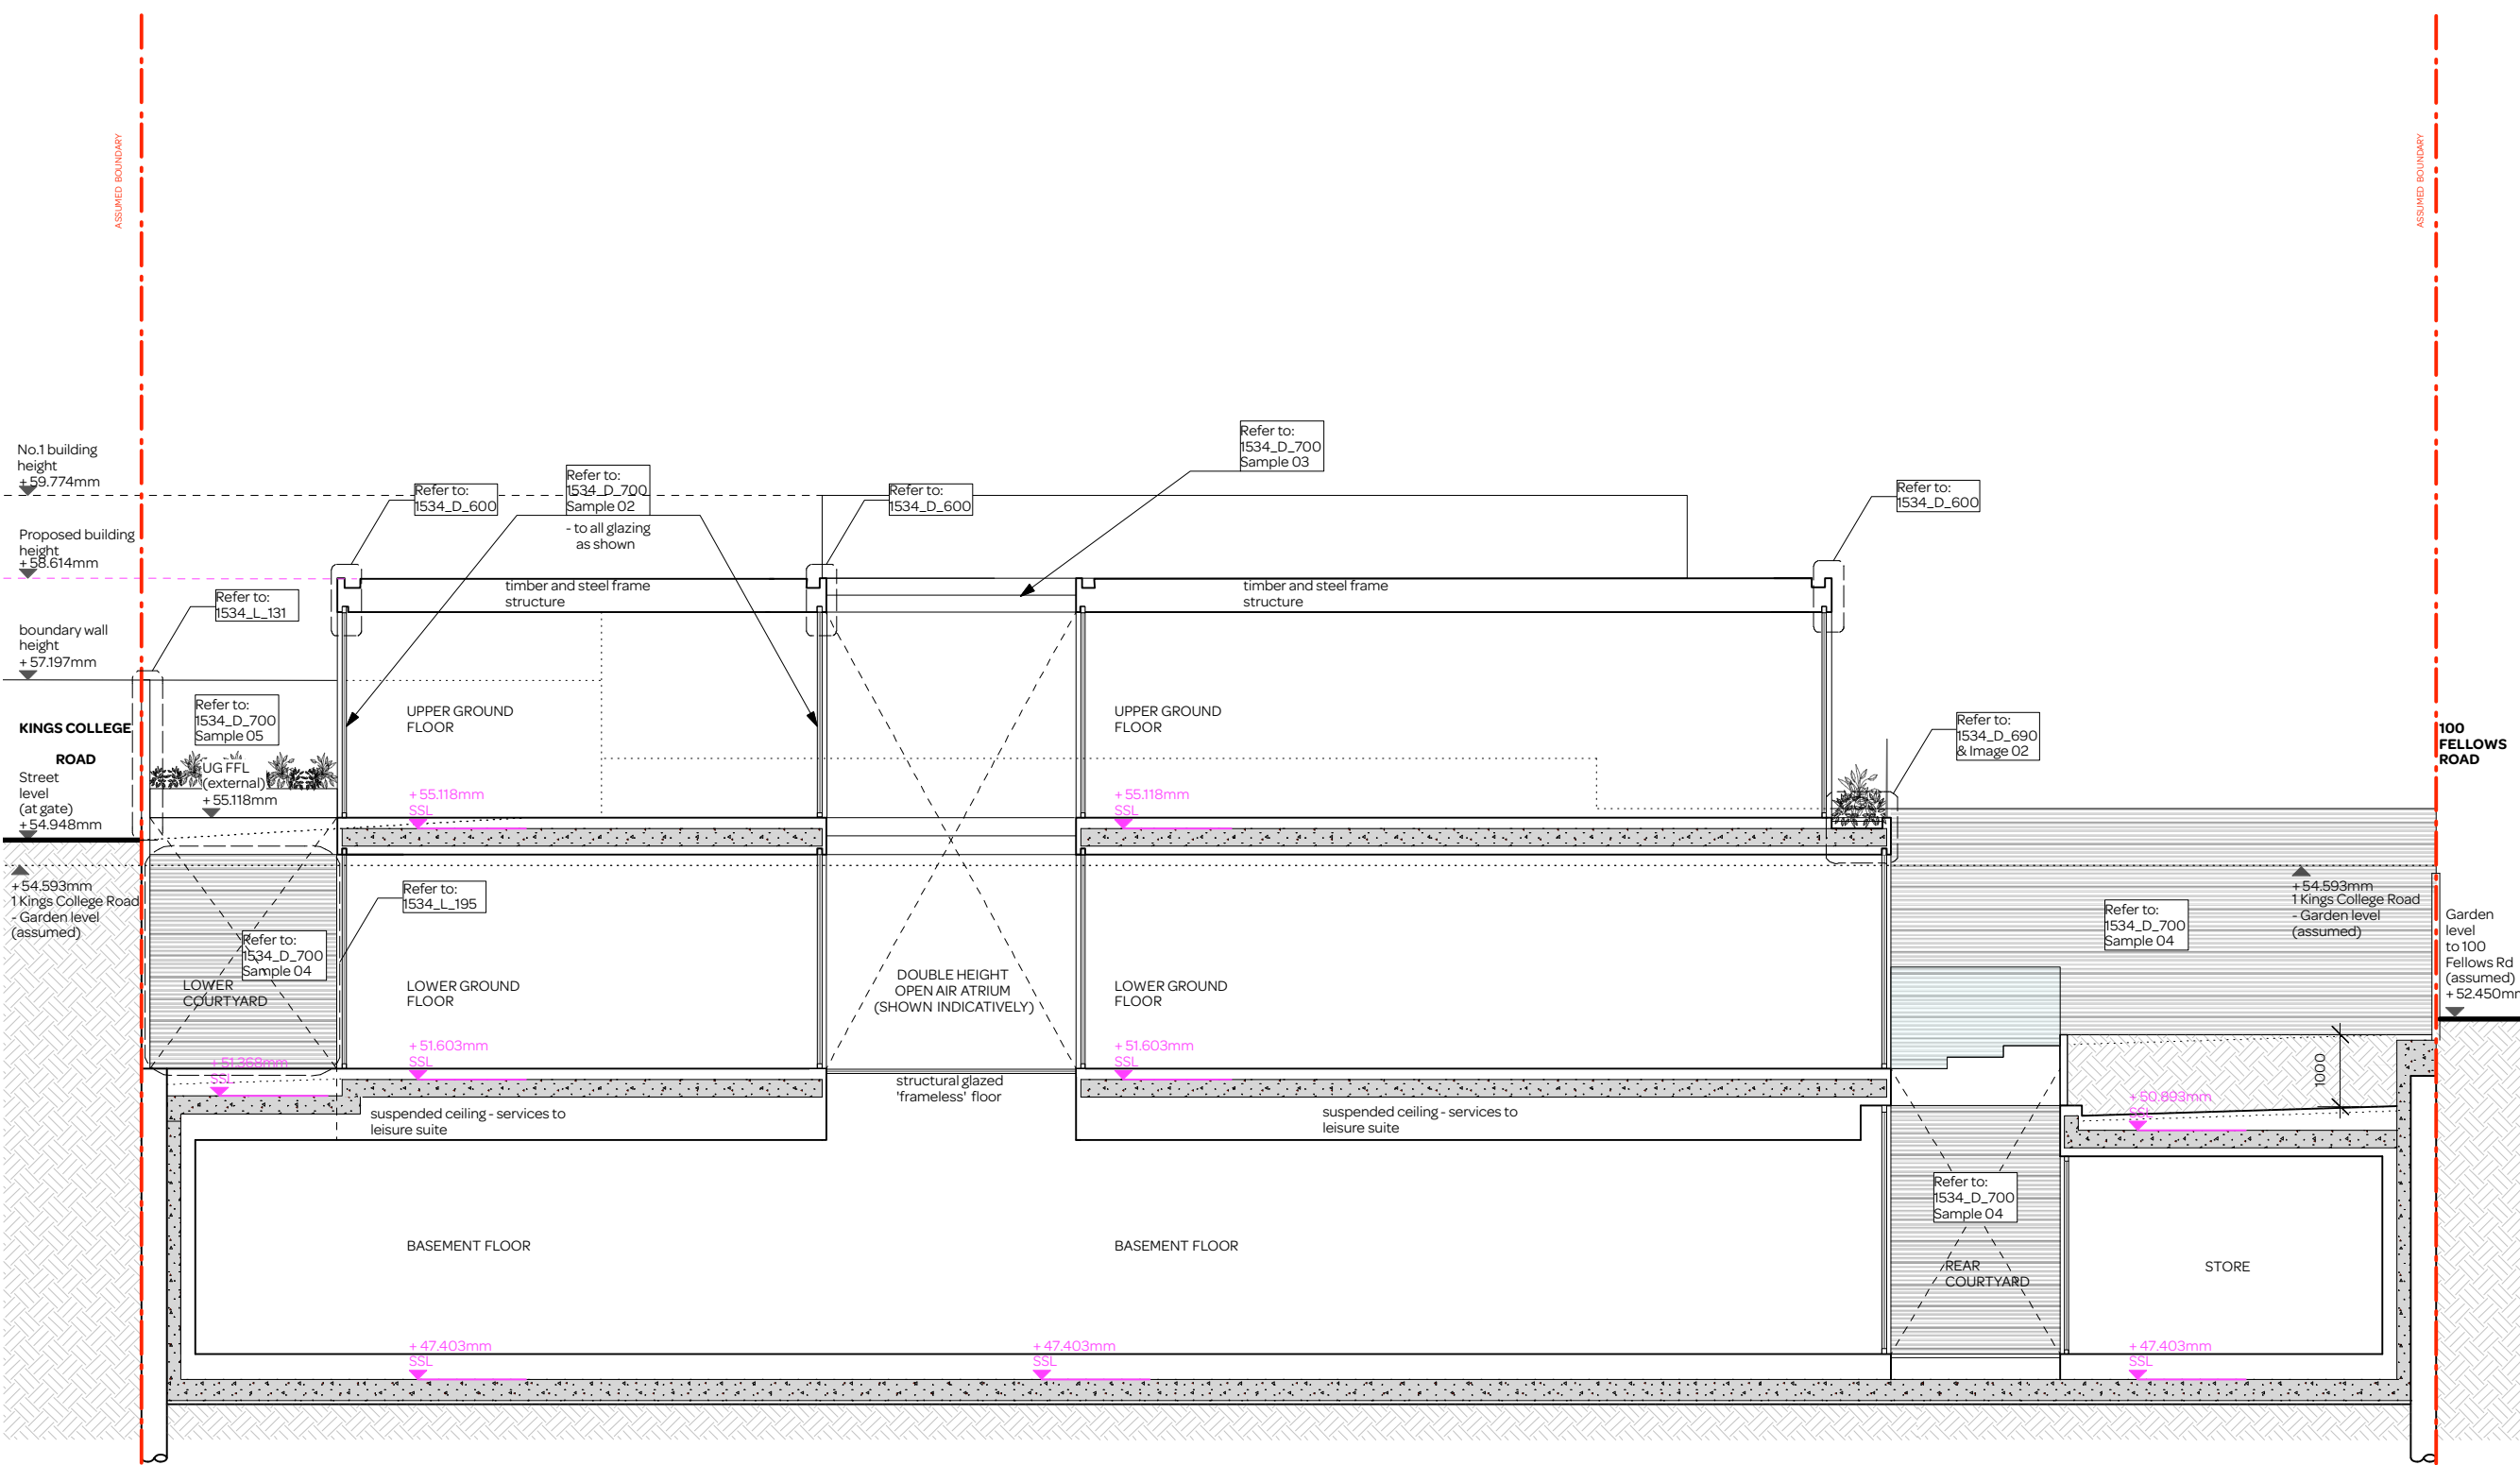 ASSUMED BOUNDARY
ASSUMED BOUNDARY
No.1 building
height
+59.774mm
Proposed building
height
+58.614mm
boundary wall
height
+ 57.197mm
KINGS COLLEGE
ROAD
Street
level
(at gate)
+54.948mm
+ 54.593mm
1 Kings College Road
- Garden level
(assumed)
Refer to:
1534_L_131
Refer to:
1534_D_600
Refer to:
1534_D_700
Sample 02
- to all glazing
as shown
Refer to:
1534_D_600
Refer to:
1534_D_700
Sample 03
Refer to:
1534_D_600
timber and steel frame
structure
timber and steel frame
structure
Refer to:
1534_D_700
Sample 05
UG FFL
(external)
+ 55.118mm
UPPER GROUND
FLOOR
+ 55.118mm
SSL
UPPER GROUND
FLOOR
+ 55.118mm
SSL
Refer to:
1534_D_690
& Image 02
100
FELLOWS
ROAD
Refer to:
1534_L_195
Refer to:
1534_D_700
Sample 04
LOWER
COURTYARD
LOWER GROUND
FLOOR
DOUBLE HEIGHT
OPEN AIR ATRIUM
(SHOWN INDICATIVELY)
LOWER GROUND
FLOOR
Refer to:
1534_D_700
Sample 04
+ 54.593mm
1 Kings College Road
- Garden level
(assumed)
Garden
level
to 100
Fellows Rd
(assumed)
+ 52.450mm
+ 51.368mm
SSL
+ 51.603mm
SSL
+ 51.603mm
SSL
structural glazed
'frameless' floor
suspended ceiling - services to
leisure suite
suspended ceiling - services to
leisure suite
1000
+ 50.893mm
SSL
Refer to:
1534_D_700
Sample 04
REAR
COURTYARD
BASEMENT FLOOR
BASEMENT FLOOR
STORE
+ 47.403mm
SSL
+ 47.403mm
SSL
+ 47.403mm
SSL